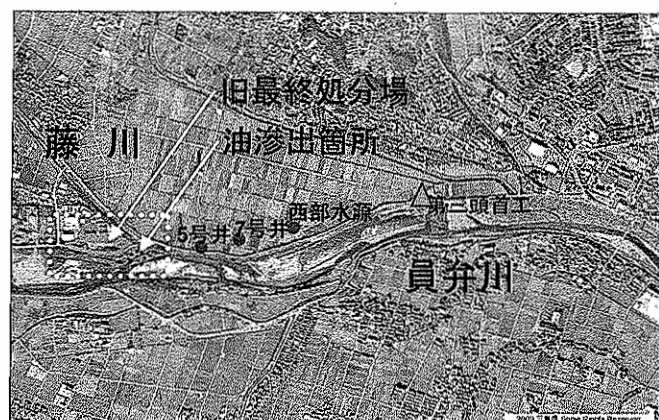 旧最終処分場
藤川
油滲出箇所
5号井
7号井
西部水源
第三頭首工
員弁川